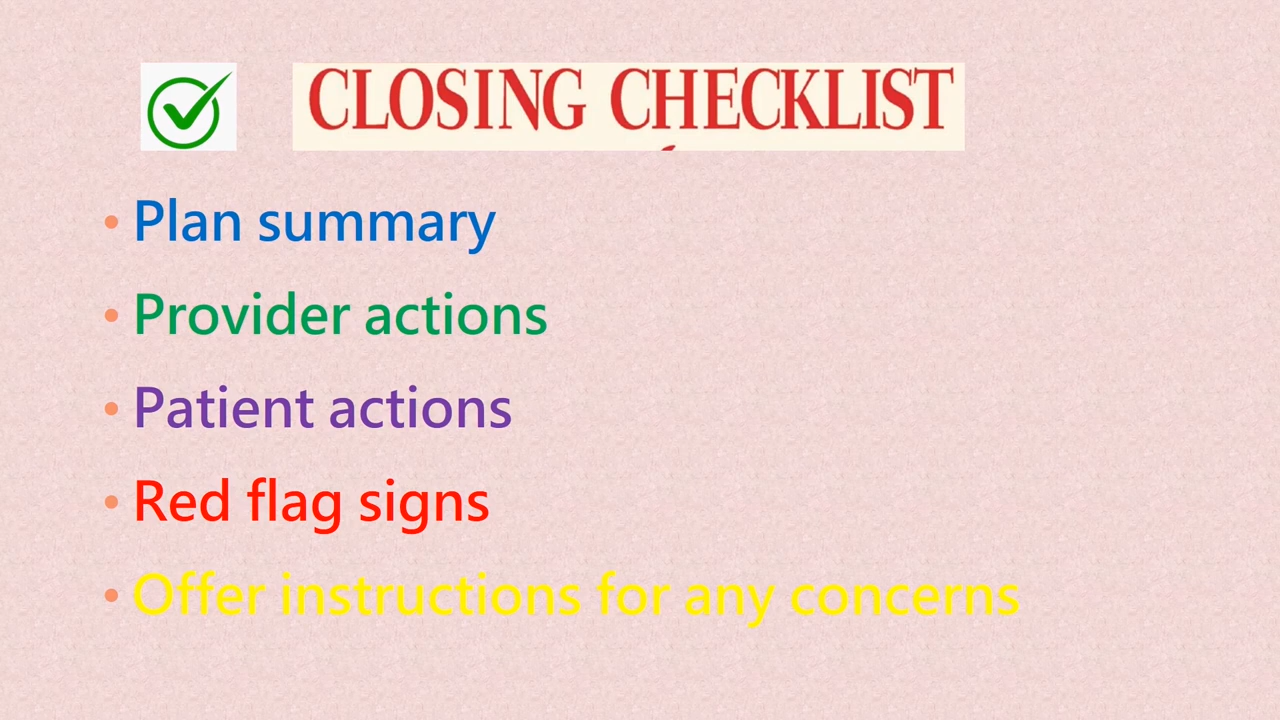 CLOSING CHECKLIST
• Plan summary
• Provider actions
• Patient actions
• Red flag signs
• Offer instructions for any concerns